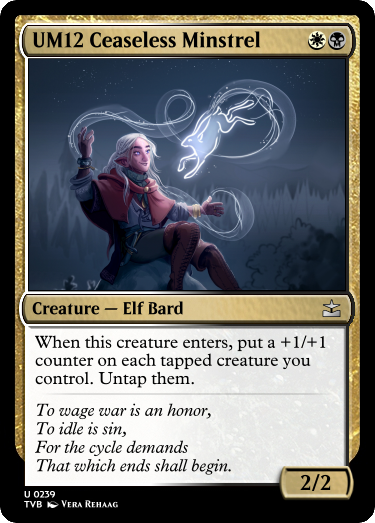 UM12 Ceaseless Minstrel
Creature — Elf Bard
When this creature enters, put a +1/+1
counter on each tapped creature you
control. Untap them.
To wage war is an honor,
To idle is sin,
For the cycle demands
That which ends shall begin.
2/2
U 0239
TVB Vera Rehaag